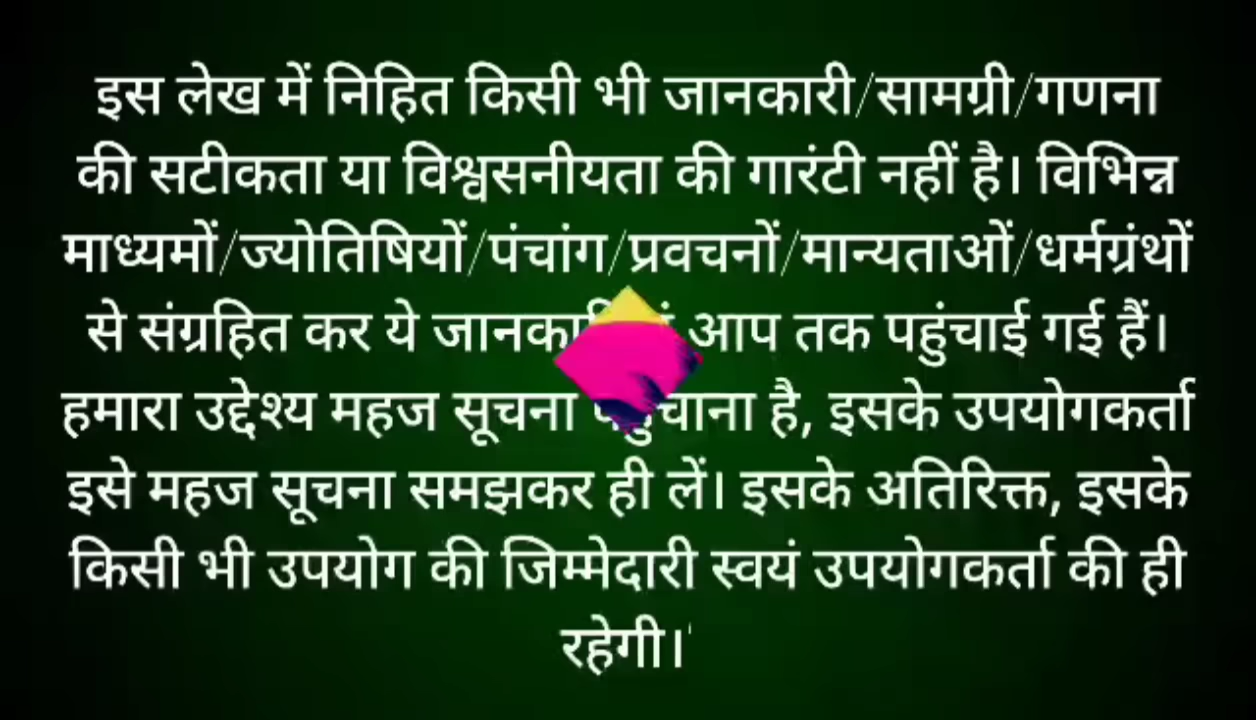 इस लेख में निहित किसी भी जानकारी/सामग्री/गणना
की सटीकता या विश्वसनीयता की गारंटी नहीं है। विभिन्न
माध्यमों/ज्योतिषियों/पंचांग/प्रवचनों/मान्यताओं/धर्मग्रंथों
से संग्रहित कर ये आप तक पहुंचाई गई हैं।
हमारा उद्देश्य महज सूचना है, इसके उपयोगकर्ता
इसे महज सूचना समझकर ही लें। इसके अतिरिक्त, इसके
किसी भी उपयोग की जिम्मेदारी स्वयं उपयोगकर्ता की ही
रहेगी।'